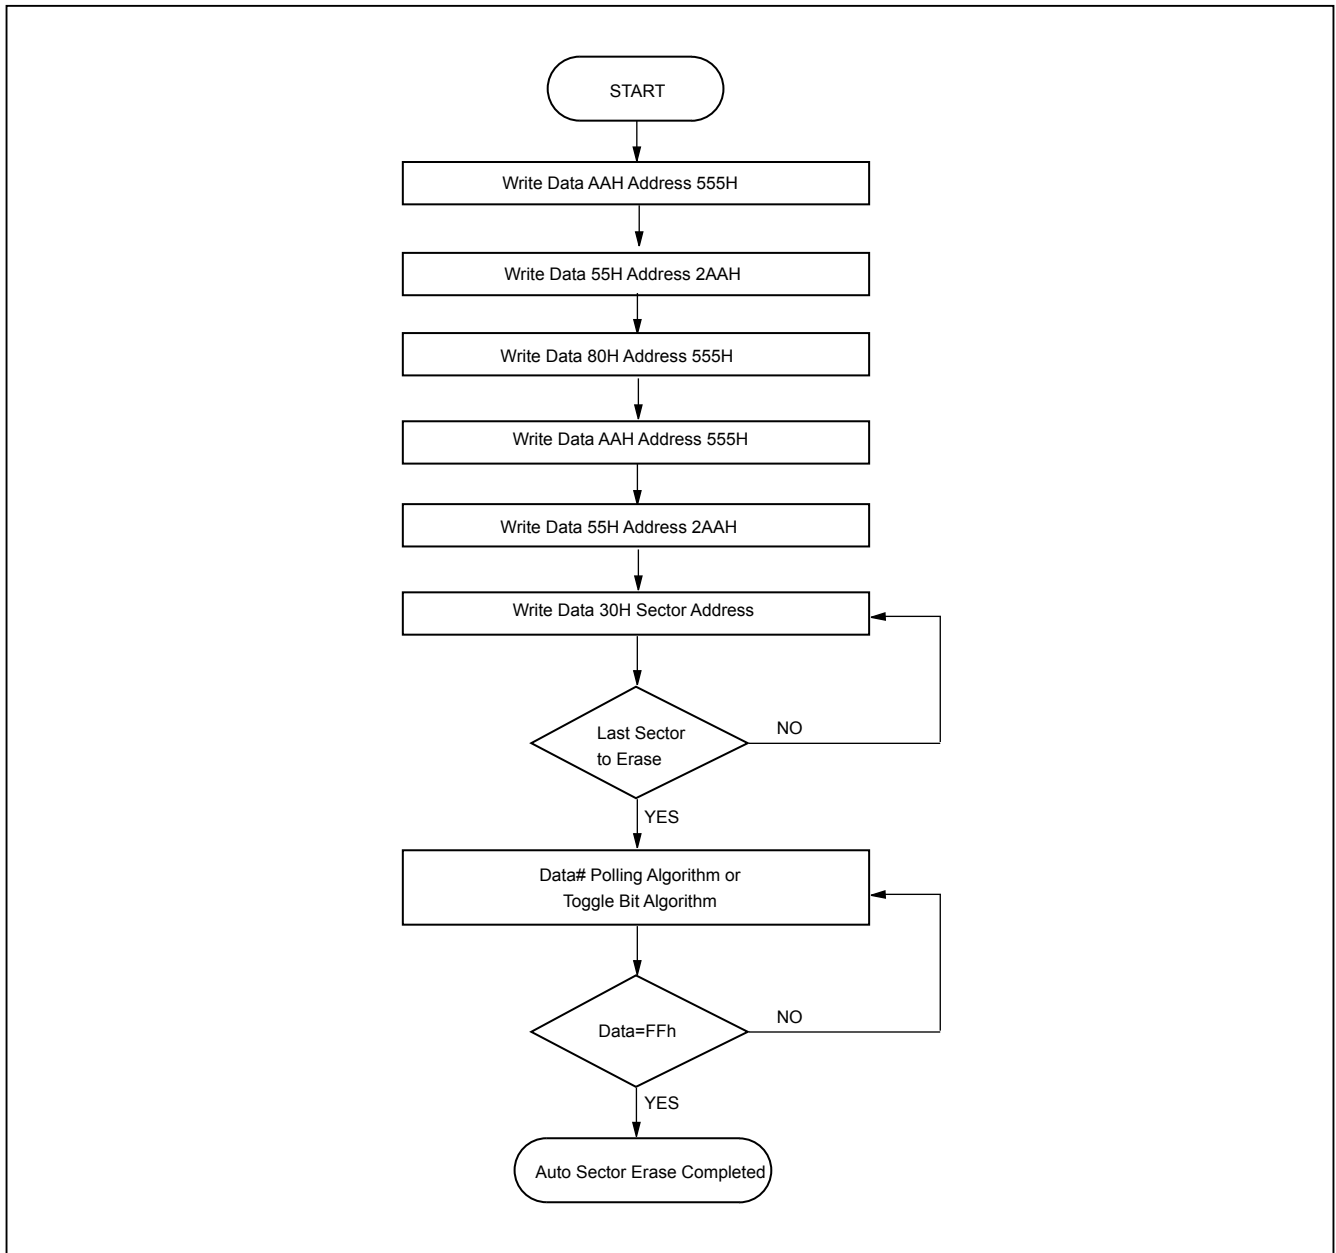 START
Write Data AAH Address 555H
Write Data 55H Address 2AAH
Write Data 80H Address 555H
Write Data AAH Address 555H
Write Data 55H Address 2AAH
Write Data 30H Sector Address
Last Sector
to Erase
NO
YES
Data# Polling Algorithm or
Toggle Bit Algorithm
Data=FFh
NO
YES
Auto Sector Erase Completed